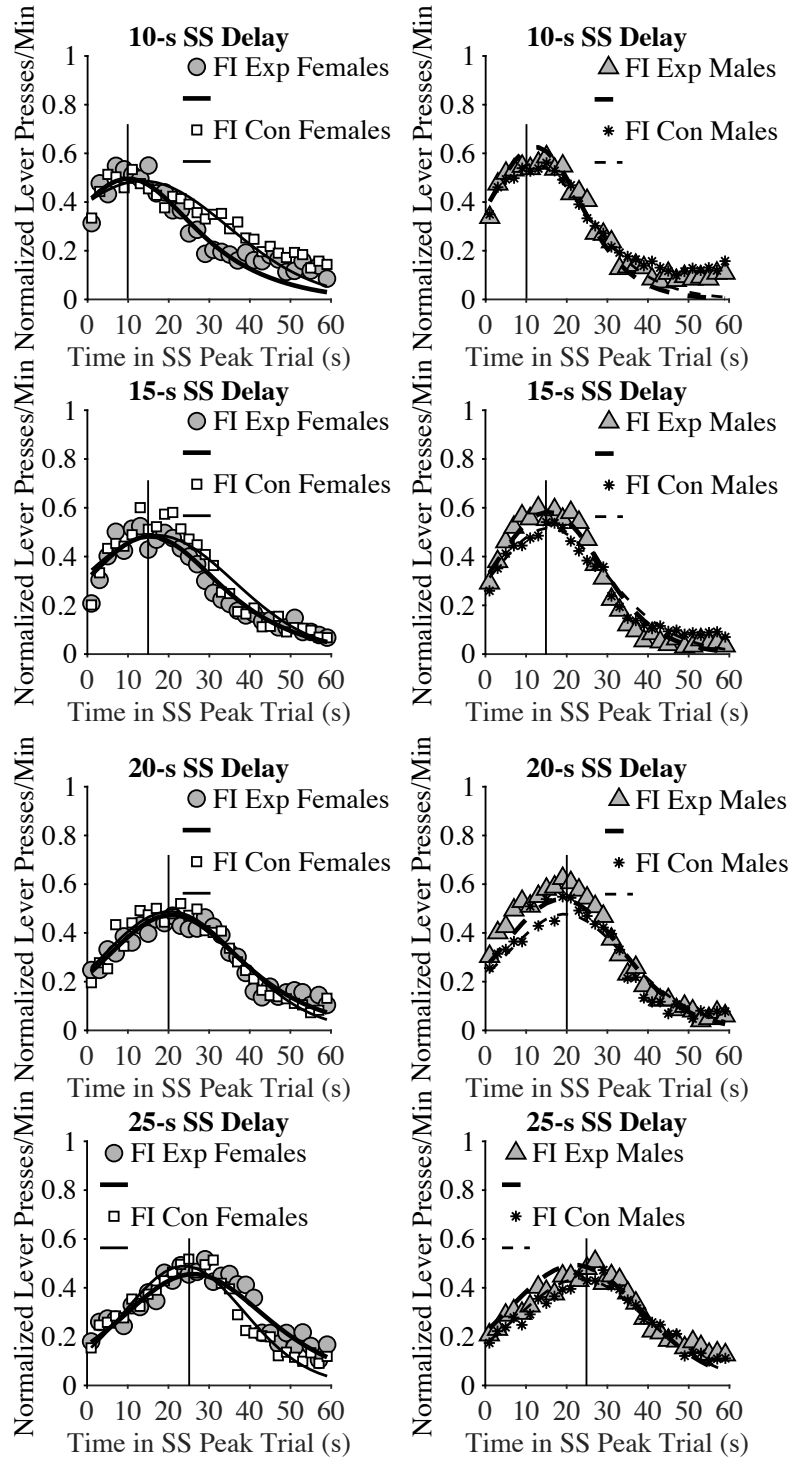 10-s SS Delay
FI Exp Females
FI Con Females
1
0.8
0.6
0.4
0.2
0
0 10 20 30 40 50 60
Time in SS Peak Trial (s)
Normalized Lever Presses/Min
10-s SS Delay
FI Exp Males
FI Con Males
1
0.8
0.6
0.4
0.2
0
0 10 20 30 40 50 60
Time in SS Peak Trial (s)
Normalized Lever Presses/Min
15-s SS Delay
FI Exp Females
FI Con Females
1
0.8
0.6
0.4
0.2
0
0 10 20 30 40 50 60
Time in SS Peak Trial (s)
Normalized Lever Presses/Min
15-s SS Delay
FI Exp Males
FI Con Males
1
0.8
0.6
0.4
0.2
0
0 10 20 30 40 50 60
Time in SS Peak Trial (s)
Normalized Lever Presses/Min
20-s SS Delay
FI Exp Females
FI Con Females
1
0.8
0.6
0.4
0.2
0
0 10 20 30 40 50 60
Time in SS Peak Trial (s)
Normalized Lever Presses/Min
20-s SS Delay
FI Exp Males
FI Con Males
1
0.8
0.6
0.4
0.2
0
0 10 20 30 40 50 60
Time in SS Peak Trial (s)
Normalized Lever Presses/Min
25-s SS Delay
FI Exp Females
FI Con Females
1
0.8
0.6
0.4
0.2
0
0 10 20 30 40 50 60
Time in SS Peak Trial (s)
Normalized Lever Presses/Min
25-s SS Delay
FI Exp Males
FI Con Males
1
0.8
0.6
0.4
0.2
0
0 10 20 30 40 50 60
Time in SS Peak Trial (s)
Normalized Lever Presses/Min